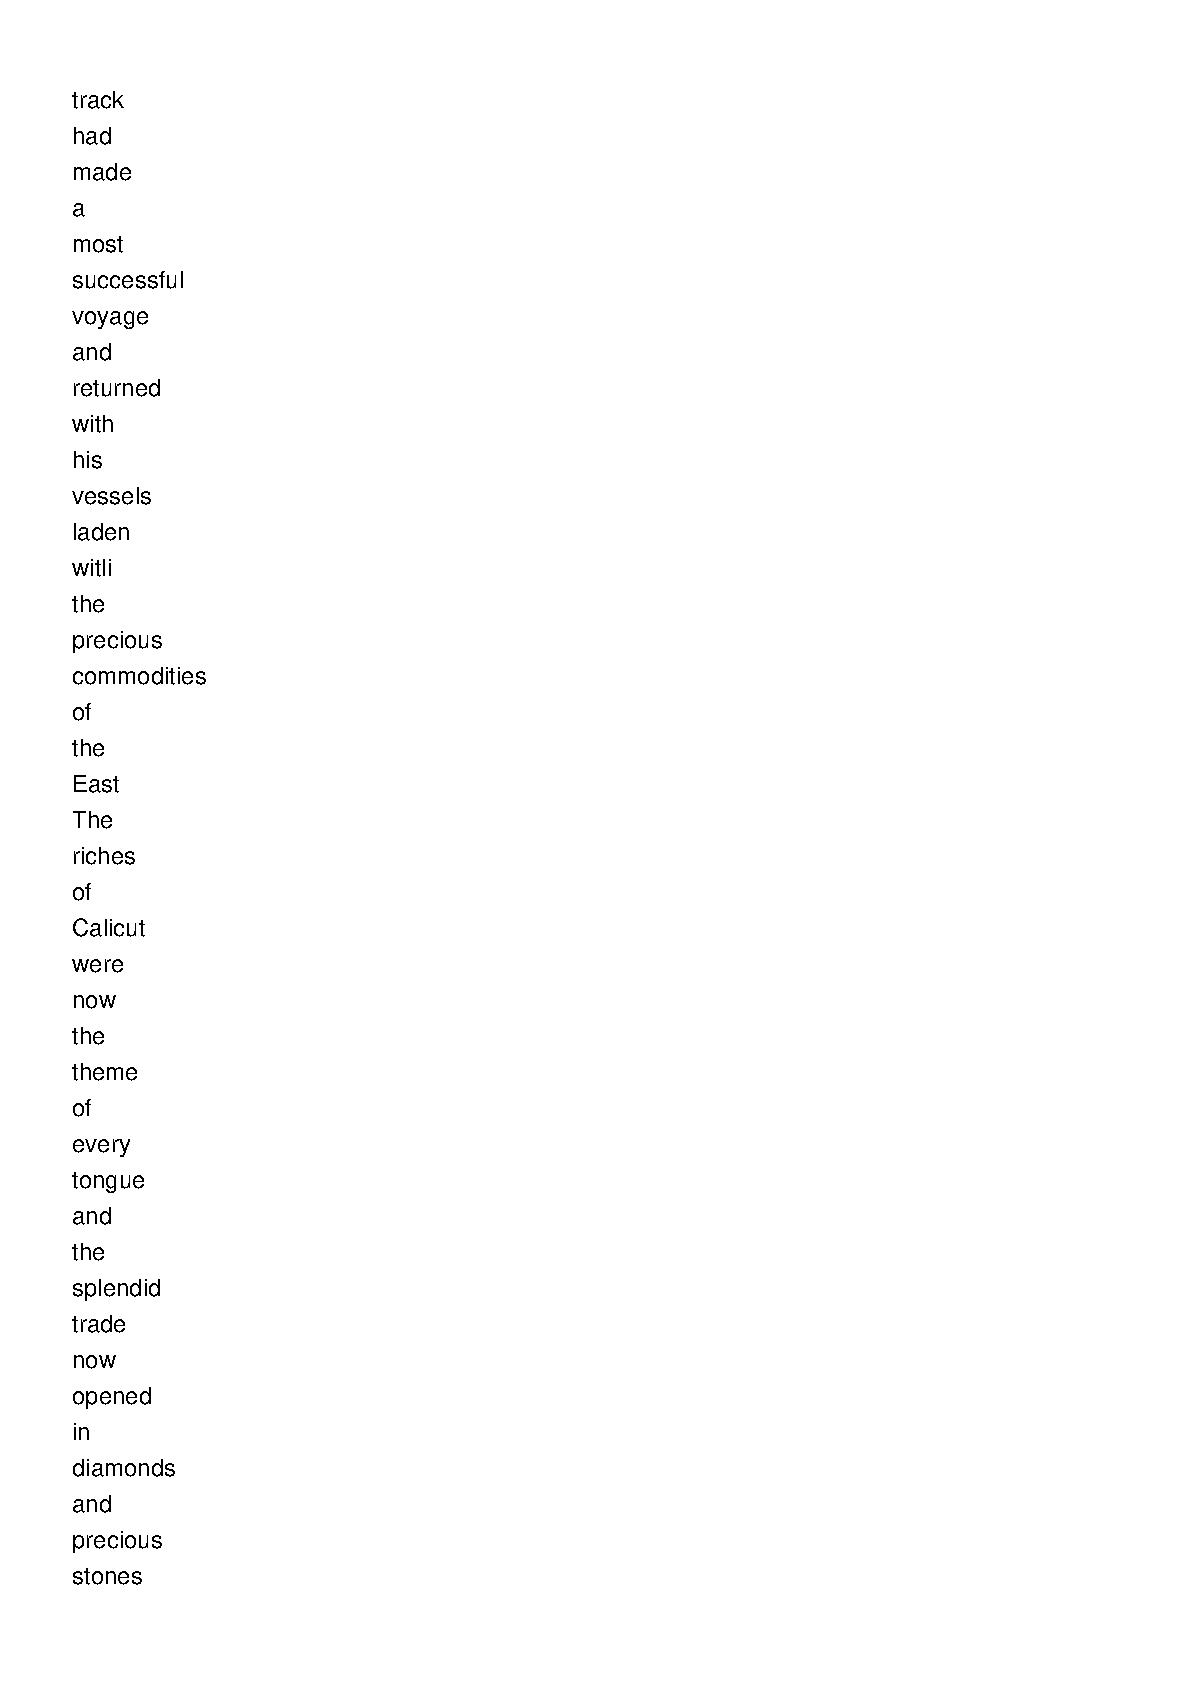 track
had
made
a
most
successful
voyage
and
returned
with
his
vessels
laden
witli
the
precious
commodities
of
the
East
The
riches
of
Calicut
were
now
the
theme
of
every
tongue
and
the
splendid
trade
now
opened
in
diamonds
and
precious
stones